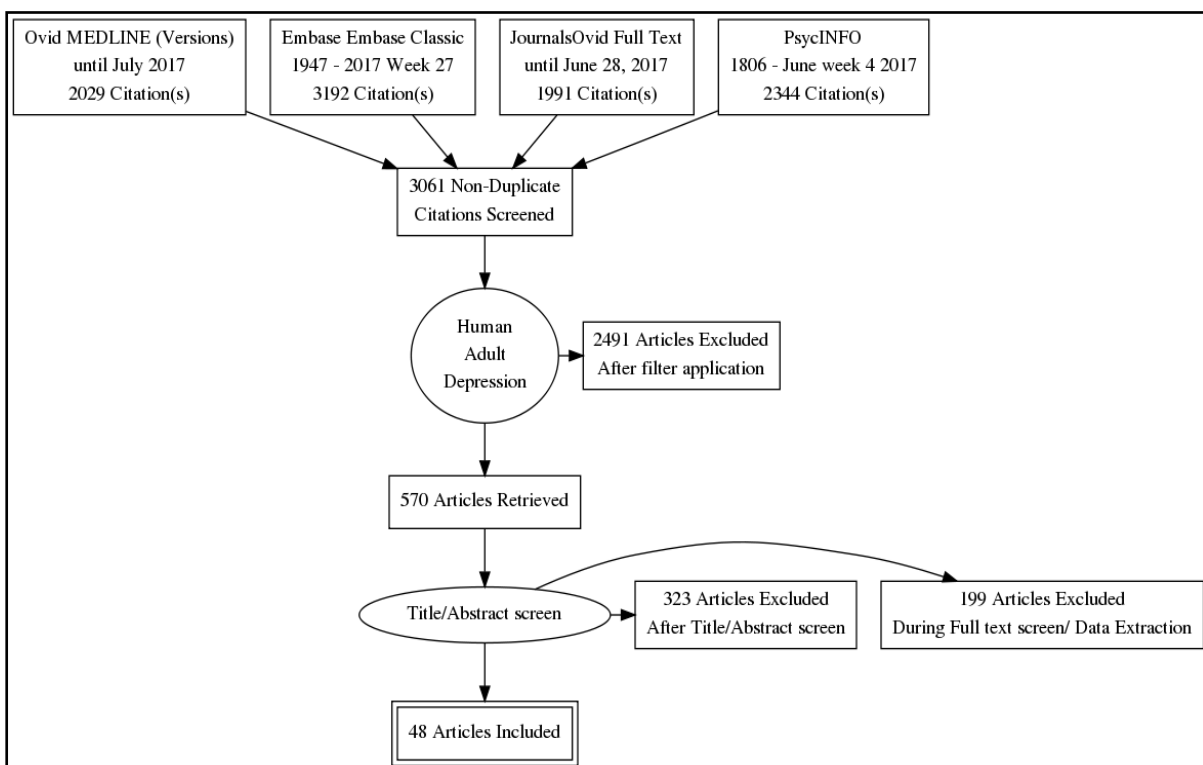 Ovid MEDLINE (Versions)
until July 2017
2029 Citation(s)
Embase Embase Classic
1947 - 2017 Week 27
3192 Citation(s)
JournalsOvid Full Text
until June 28, 2017
1991 Citation(s)
PsycINFO
1806 - June week 4 2017
2344 Citation(s)
3061 Non-Duplicate
Citations Screened
Human
Adult
Depression
2491 Articles Excluded
After filter application
570 Articles Retrieved
Title/Abstract screen
323 Articles Excluded
After Title/Abstract screen
199 Articles Excluded
During Full text screen/ Data Extraction
48 Articles Included